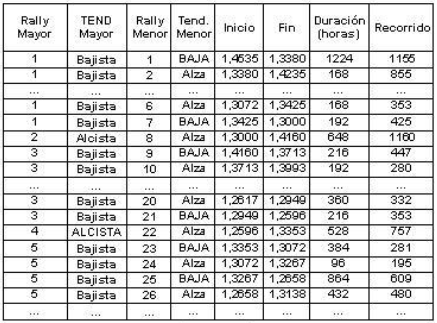 Rally Mayor TEND Mayor Rally Menor Tend. Menor Inicio Fin Duración (horas) Recorrido
1 Bajista 1 BAJA 1,4535 1,3380 1224 1155
1 Bajista 2 Alza 1,3380 1,4235 168 855
... ... ... ... ... ... ... ...
1 Bajista 6 Alza 1,3072 1,3425 168 353
1 Bajista 7 BAJA 1,3425 1,3000 192 425
2 Alcista 8 Alza 1,3000 1,4160 648 1160
3 Bajista 9 BAJA 1,4160 1,3713 216 447
3 Bajista 10 Alza 1,3713 1,3993 192 280
... ... ... ... ... ... ...
3 Bajista 20 Alza 1,2617 1,2949 360 332
3 Bajista 21 BAJA 1,2949 1,2596 216 353
4 ALCISTA 22 Alza 1,2596 1,3353 528 757
5 Bajista 23 BAJA 1,3353 1,3072 384 281
5 Bajista 24 Alza 1,3072 1,3267 96 195
5 Bajista 25 BAJA 1,3267 1,2658 864 609
5 Bajista 26 Alza 1,2658 1,3138 432 480
... ... ... ... ... ... ... ...